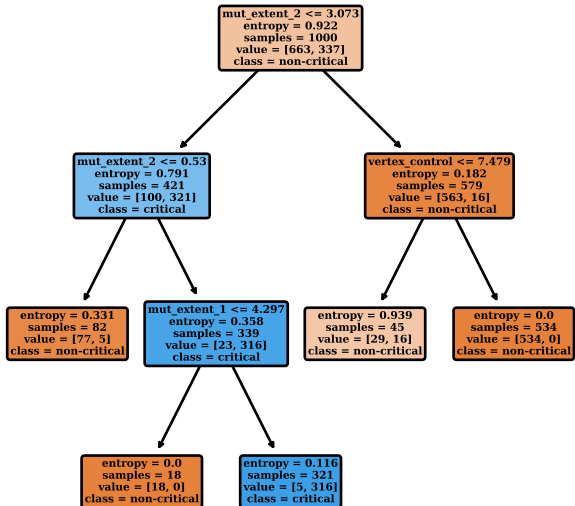 mut_extent_2 <= 3.073
entropy = 0.922
samples = 1000
value = [663, 337]
class = non-critical
mut_extent_2 <= 0.53
entropy = 0.791
samples = 421
value = [100, 321]
class = critical
vertex_control <= 7.479
entropy = 0.182
samples = 579
value = [563, 16]
class = non-critical
entropy = 0.331
samples = 82
value = [77, 5]
class = non-critical
mut_extent_1 <= 4.297
entropy = 0.358
samples = 339
value = [23, 316]
class = critical
entropy = 0.939
samples = 45
value = [29, 16]
class = non-critical
entropy = 0.0
samples = 534
value = [534, 0]
class = non-critical
entropy = 0.0
samples = 18
value = [18, 0]
class = non-critical
entropy = 0.116
samples = 321
value = [5, 316]
class = critical